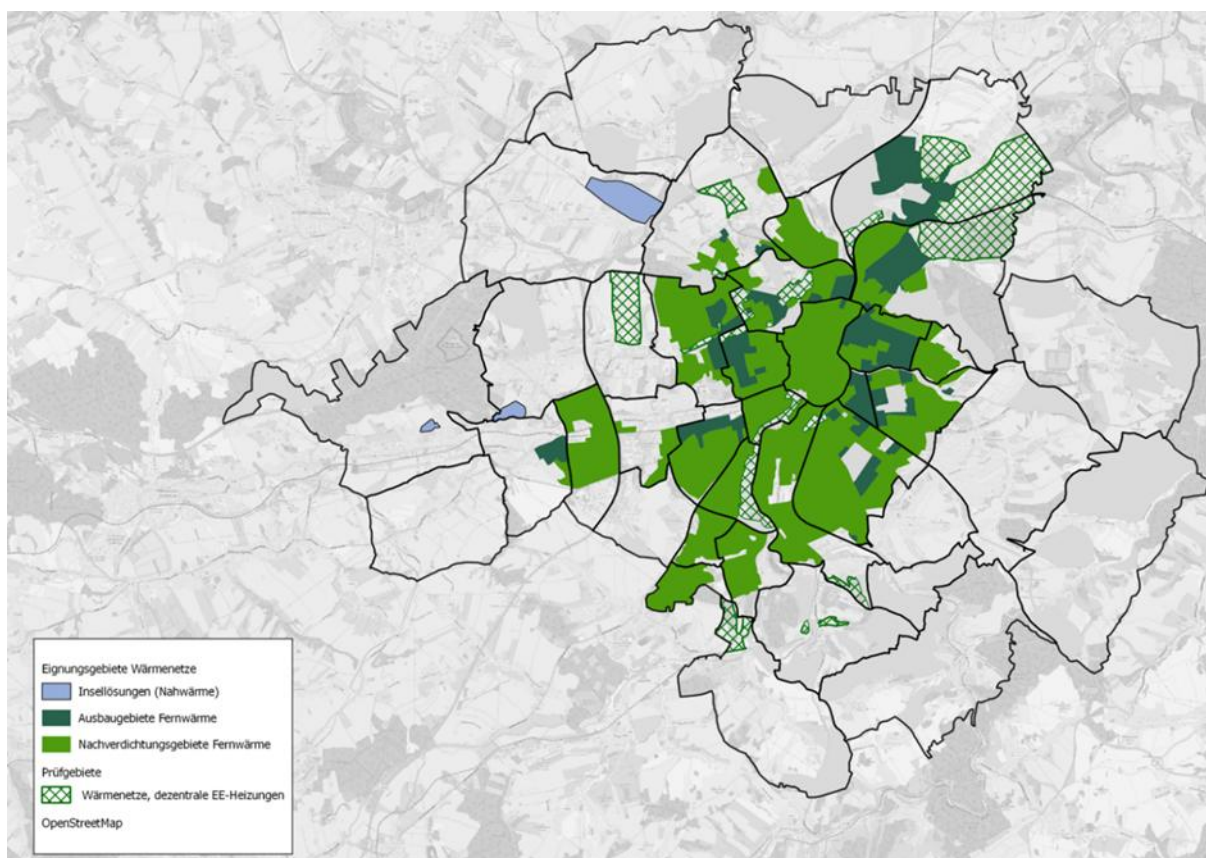 Eignungsgebiete Wärmenetze
Insellösungen (Nahwärme)
Ausbaugebiete Fernwärme
Nachverdichtungsgebiete Fernwärme
Prüfgebiete
Wärmenetze, dezentrale EE-Heizungen
OpenStreetMap